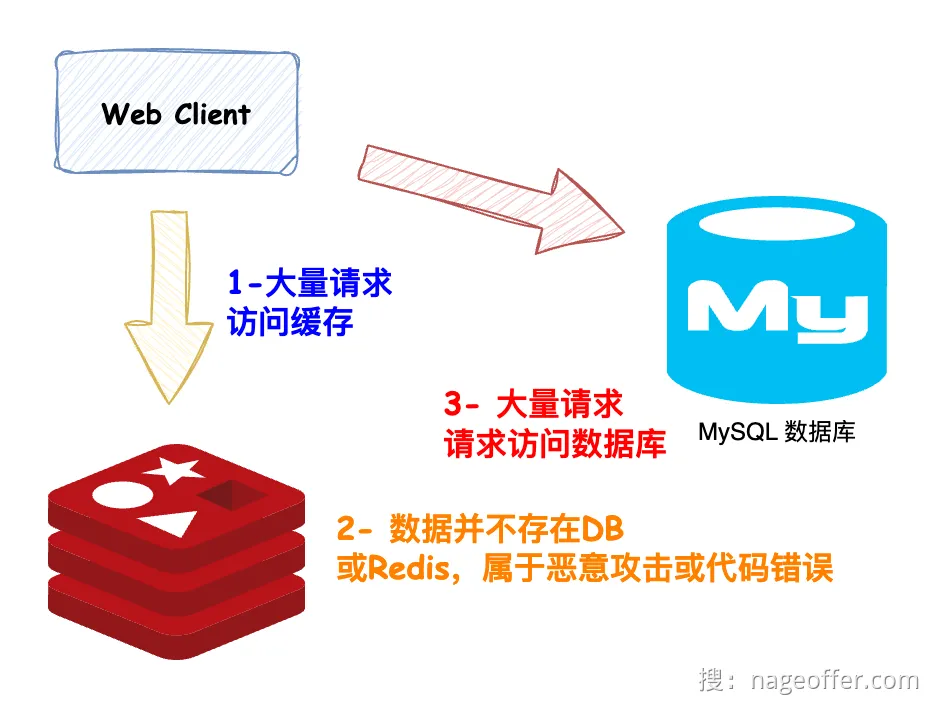 Web Client
1-大量请求
访问缓存
My
3- 大量请求
请求访问数据库
MySQL 数据库
2- 数据并不存在DB
或Redis，属于恶意攻击或代码错误
搜：nageoffer.com